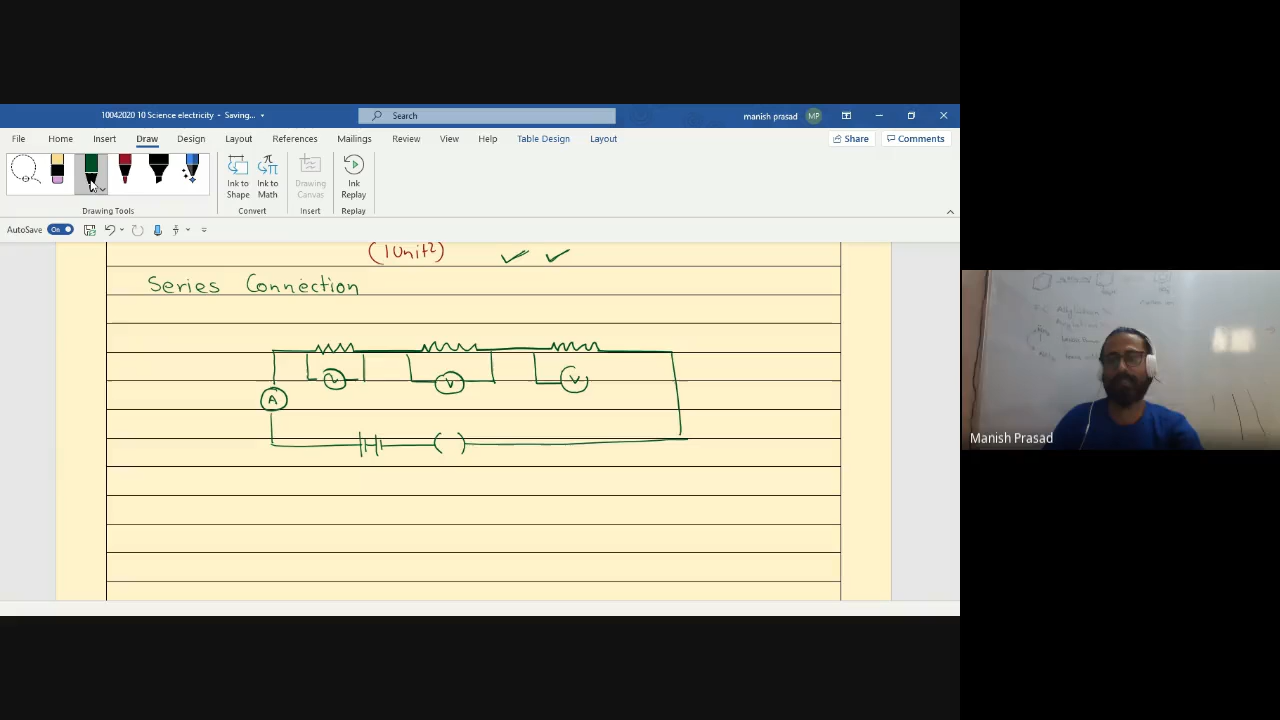 10042020 10 Science electricity - Saving...
Search
manish prasad MP
File Home Insert Draw Design Layout References Mailings Review View Help Table Design Layout
Share Comments
Ink to Shape
Ink to Math
Drawing Canvas
Ink Replay
Drawing Tools Convert Insert Replay
AutoSave On
(1Unit2)
Series Connection
V V
A
Manish Prasad